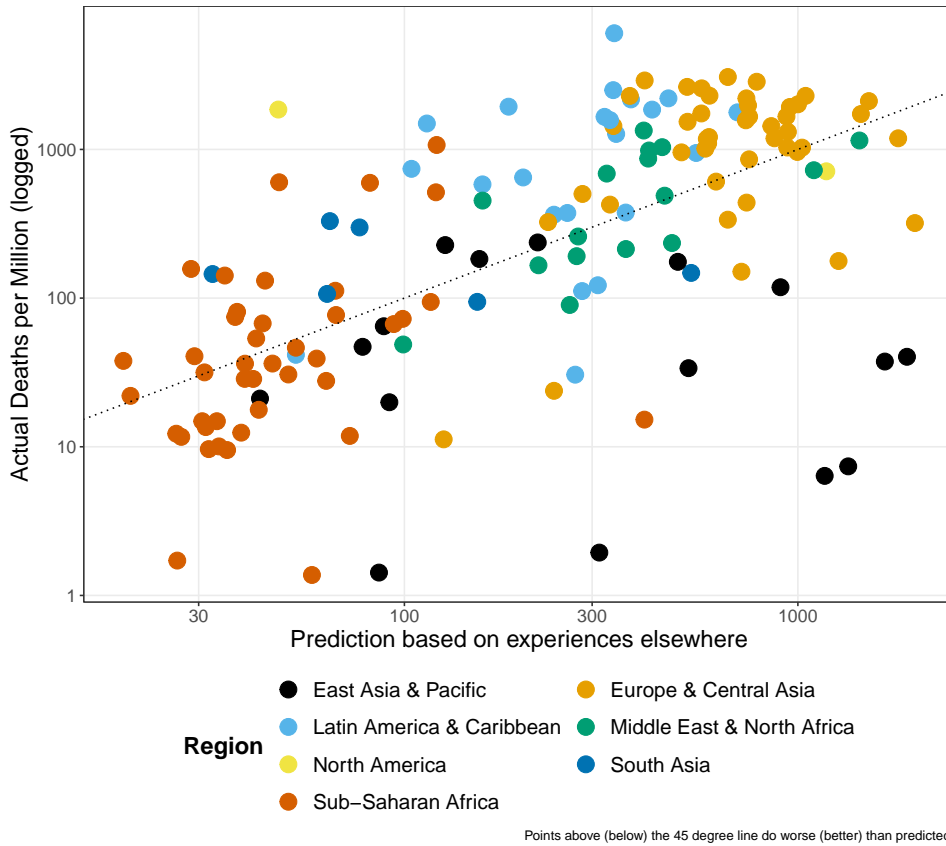 Actual Deaths per Million (logged)
1000
100
10
1
30 100 300 1000
Prediction based on experiences elsewhere
Region
East Asia & Pacific
Europe & Central Asia
Latin America & Caribbean
Middle East & North Africa
North America
South Asia
Sub−Saharan Africa
Points above (below) the 45 degree line do worse (better) than predicted